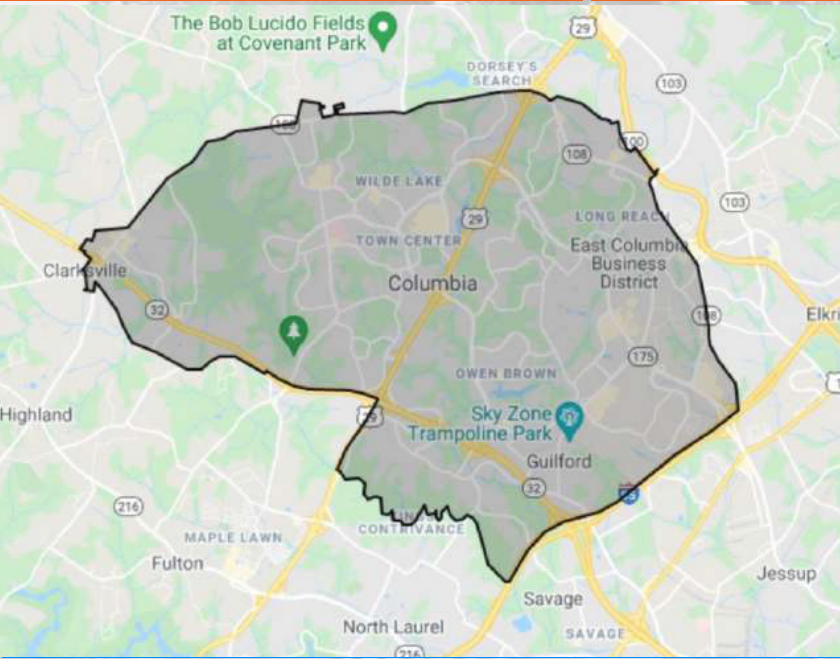 The Bob Lucido Fields
at Covenant Park
29
DORSEY'S
SEARCH
103
100
108
WILDE LAKE
103
29
LONG REACH
TOWN CENTER
East Columbia
Business
District
Clarksville
Columbia
32
108
Elkri
175
OWEN BROWN
Highland
29
Sky Zone
Trampoline Park
Guilford
32
216
CONTRIVANCE
MAPLE LAWN
Fulton
Jessup
Savage
North Laurel
SAVAGE
216